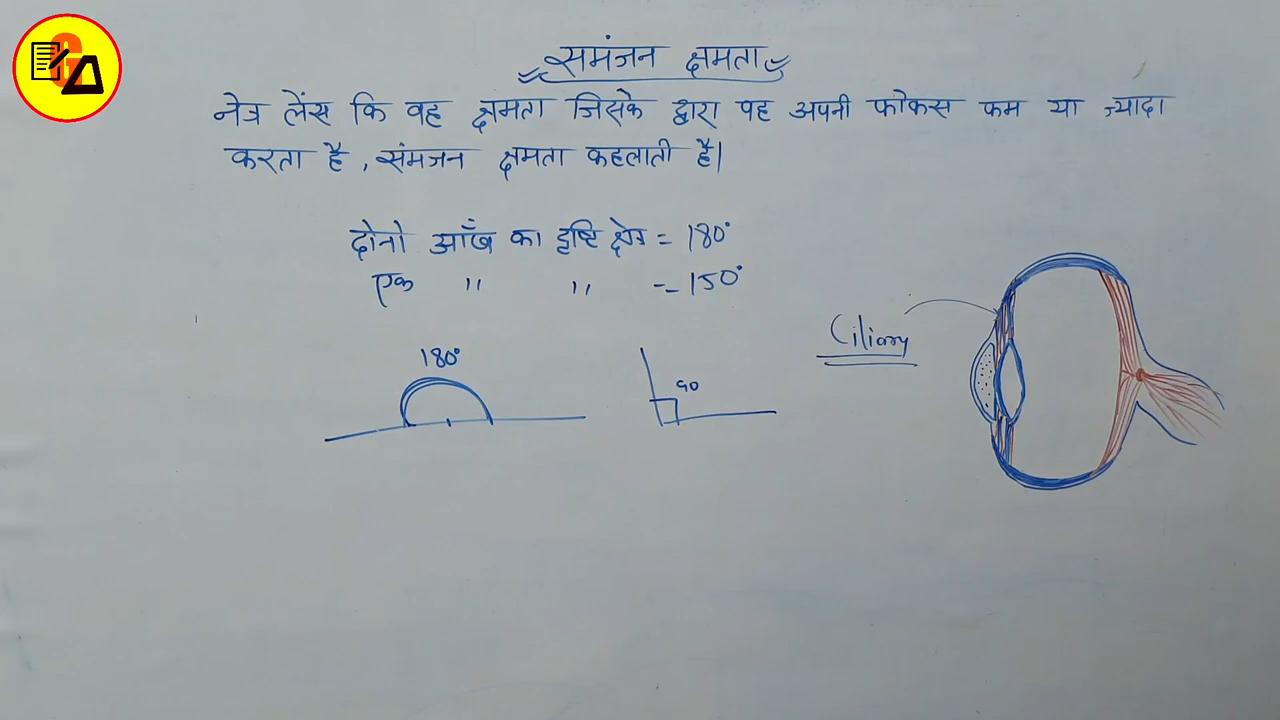 समंजन क्षमता
नेत्र लेंस कि वह क्षमता जिसके द्वारा यह अपनी फोकस कम या ज्यादा
करता है, संमजन क्षमता कहलाती है।
दोनो आँख का दृष्टि क्षेत्र = 180°
एक " " = 150°
180°
90
Ciliary
G